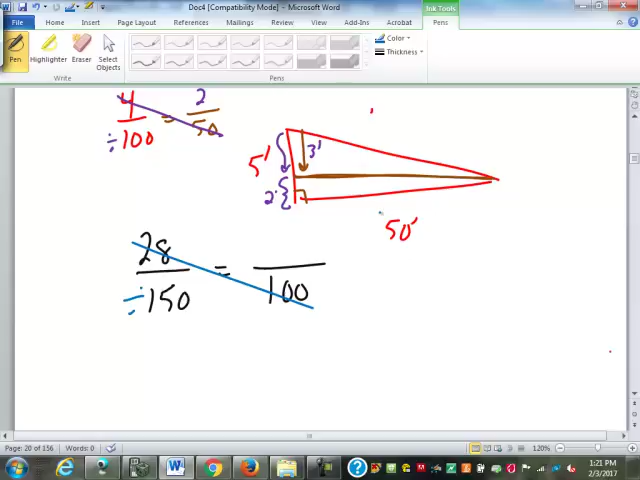 Doc4 [Compatibility Mode] - Microsoft Word
Ink Tools
File Home Insert Page Layout References Mailings Review View Add-Ins Acrobat Pens
Pen Highlighter Eraser Select Objects
Color
Thickness
Write Pens
4/100 = 2/50
÷
5' 3'
2'
50'
28/150 = /100
÷
Page: 20 of 156 Words: 0 120%
1:21 PM
2/3/2017